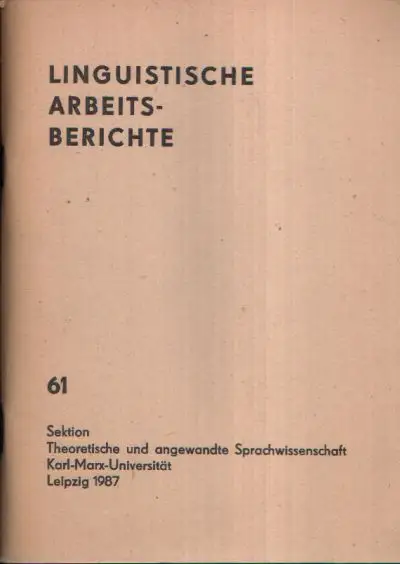 LINGUISTISCHE
ARBEITS-
BERICHTE
61
Sektion
Theoretische und angewandte Sprachwissenschaft
Karl-Marx-Universität
Leipzig 1987